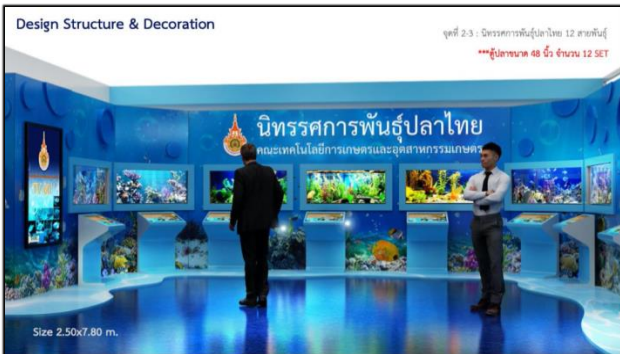 Design Structure & Decoration
จุดที่ 2-3 : นิทรรศการพันธุ์ปลาไทย 12 สายพันธุ์
***ตู้ปลาขนาด 48 นิ้ว จำนวน 12 SET
นิทรรศการพันธุ์ปลาไทย
คณะเทคโนโลยีการเกษตรและอุตสาหกรรมเกษตร
Size 2.50x7.80 m.